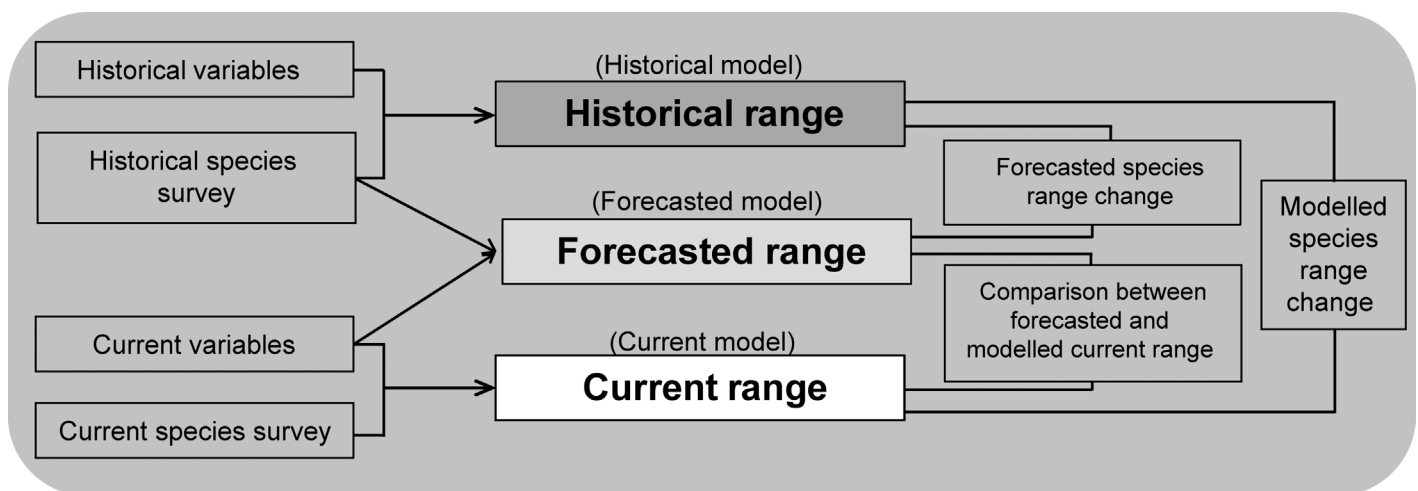 Historical variables
Historical species
survey
Current variables
Current species survey
(Historical model)
Historical range
(Forecasted model)
Forecasted range
(Current model)
Current range
Forecasted species
range change
Comparison between
forecasted and
modelled current range
Modelled
species
range
change